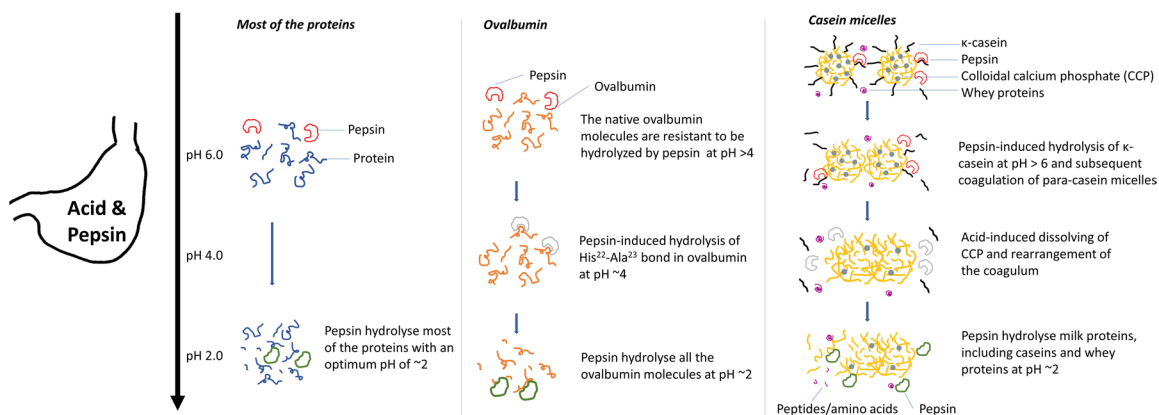 Acid &
Pepsin
pH 6.0
pH 4.0
pH 2.0
Most of the proteins
Pepsin
Protein
Pepsin hydrolyse most
of the proteins with an
optimum pH of ~2
Ovalbumin
Pepsin
Ovalbumin
The native ovalbumin
molecules are resistant to be
hydrolyzed by pepsin at pH >4
Pepsin-induced hydrolysis of
His²²-Ala²³ bond in ovalbumin
at pH ~4
Pepsin hydrolyse all the
ovalbumin molecules at pH ~2
Casein micelles
κ-casein
Pepsin
Colloidal calcium phosphate (CCP)
Whey proteins
Pepsin-induced hydrolysis of κ-
casein at pH > 6 and subsequent
coagulation of para-casein micelles
Acid-induced dissolving of
CCP and rearrangement of
the coagulum
Pepsin hydrolyse milk proteins,
including caseins and whey
proteins at pH ~2
Peptides/amino acids
Pepsin